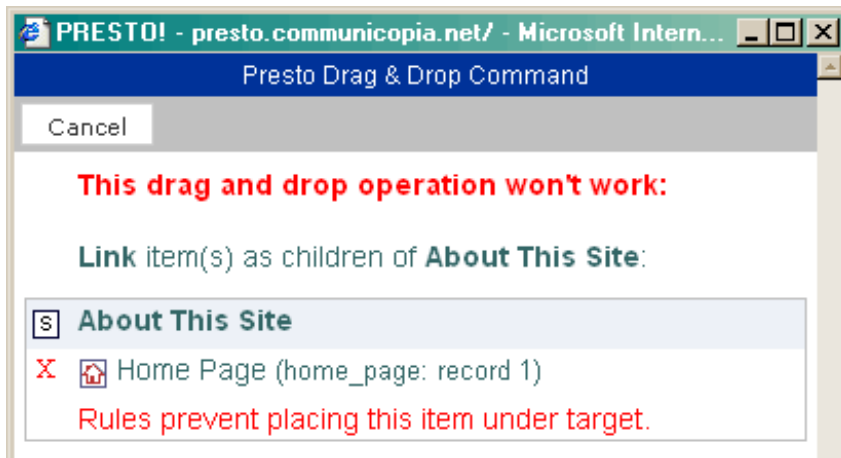 PRESTO! - presto.communicopia.net/ - Microsoft Intern...
Presto Drag & Drop Command
Cancel
This drag and drop operation won't work:
Link item(s) as children of About This Site:
S About This Site
X Home Page (home_page: record 1)
Rules prevent placing this item under target.